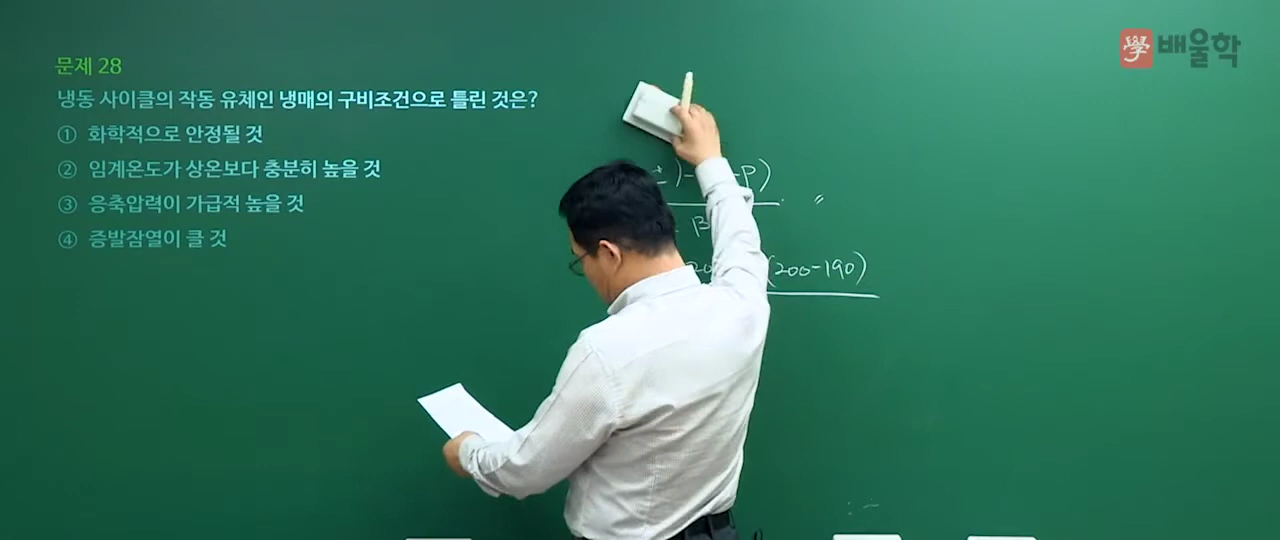 學 배울학
문제 28
냉동 사이클의 작동 유체인 냉매의 구비조건으로 틀린 것은?
① 화학적으로 안정될 것
② 임계온도가 상온보다 충분히 높을 것
③ 응축압력이 가급적 높을 것
④ 증발잠열이 클 것
(200-190)